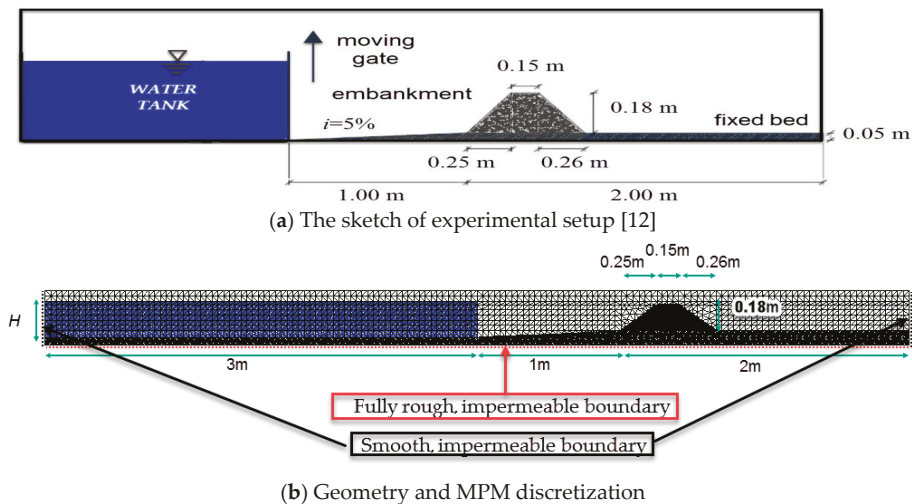 moving
gate
WATER
TANK
0.15 m
embankment
0.18 m
i=5%
fixed bed
0.05 m
0.25 m
0.26 m
1.00 m
2.00 m
(a) The sketch of experimental setup [12]
0.15m
0.25m
0.26m
H
0.18m
3m
1m
2m
Fully rough, impermeable boundary
Smooth, impermeable boundary
(b) Geometry and MPM discretization